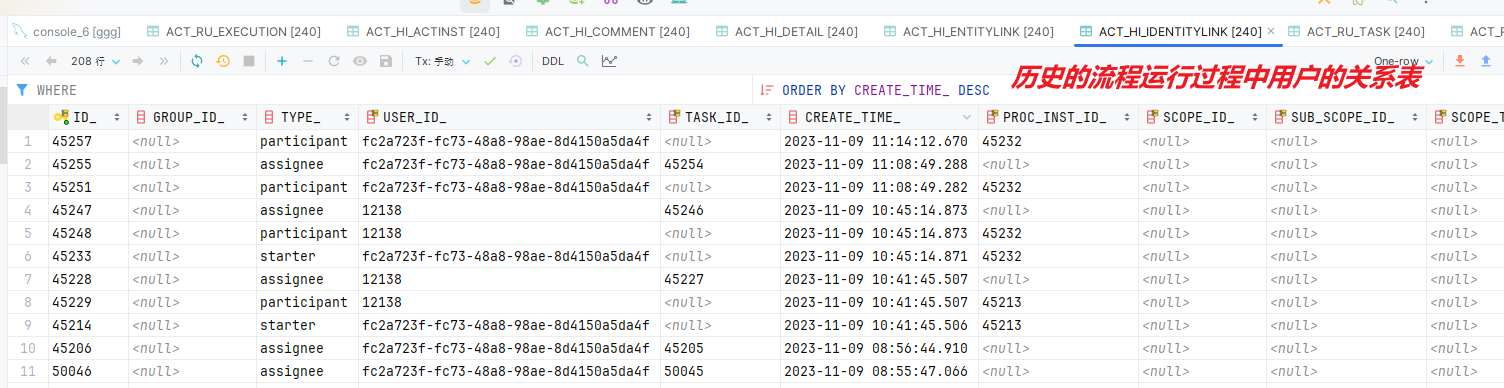 console_6 [ggg] ACT_RU_EXECUTION [240] ACT_HI_ACTINST [240] ACT_HI_COMMENT [240] ACT_HI_DETAIL [240] ACT_HI_ENTITYLINK [240] ACT_HI_IDENTITYLINK [240] ACT_RU_TASK [240]
208 行 Tx: 手动 DDL One-row
历史的流程运行过程中用户的关系表
WHERE ORDER BY CREATE_TIME_ DESC
ID_ GROUP_ID_ TYPE_ USER_ID_ TASK_ID_ CREATE_TIME_ PROC_INST_ID_ SCOPE_ID_ SUB_SCOPE_ID_ SCOPE_T
1 45257 <null> participant fc2a723f-fc73-48a8-98ae-8d4150a5da4f <null> 2023-11-09 11:14:12.670 45232 <null> <null> <null>
2 45255 <null> assignee fc2a723f-fc73-48a8-98ae-8d4150a5da4f 45254 2023-11-09 11:08:49.288 <null> <null> <null> <null>
3 45251 <null> participant fc2a723f-fc73-48a8-98ae-8d4150a5da4f <null> 2023-11-09 11:08:49.282 45232 <null> <null> <null>
4 45247 <null> assignee 12138 45246 2023-11-09 10:45:14.873 <null> <null> <null> <null>
5 45248 <null> participant 12138 <null> 2023-11-09 10:45:14.873 45232 <null> <null> <null>
6 45233 <null> starter fc2a723f-fc73-48a8-98ae-8d4150a5da4f <null> 2023-11-09 10:45:14.871 45232 <null> <null> <null>
7 45228 <null> assignee 12138 45227 2023-11-09 10:41:45.507 <null> <null> <null> <null>
8 45229 <null> participant 12138 <null> 2023-11-09 10:41:45.507 45213 <null> <null> <null>
9 45214 <null> starter fc2a723f-fc73-48a8-98ae-8d4150a5da4f <null> 2023-11-09 10:41:45.506 45213 <null> <null> <null>
10 45206 <null> assignee fc2a723f-fc73-48a8-98ae-8d4150a5da4f 45205 2023-11-09 08:56:44.910 <null> <null> <null> <null>
11 50046 <null> assignee fc2a723f-fc73-48a8-98ae-8d4150a5da4f 50045 2023-11-09 08:55:47.066 <null> <null> <null> <null>